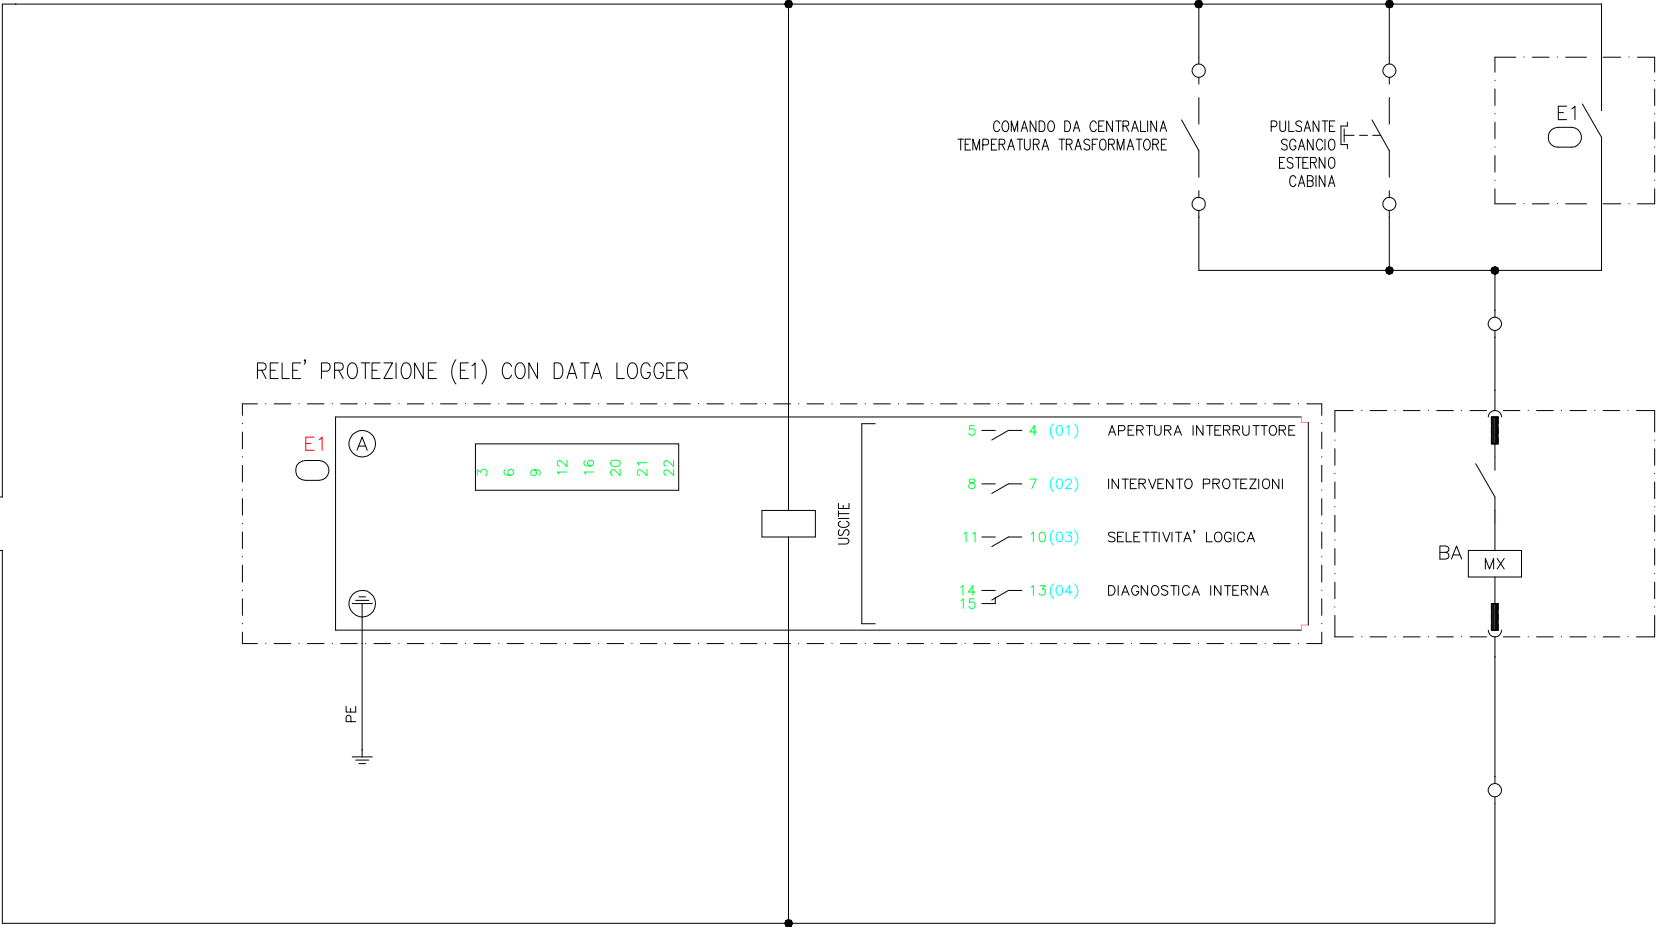 COMANDO DA CENTRALINA
TEMPERATURA TRASFORMATORE
PULSANTE
SGANCIO
ESTERNO
CABINA
E1
RELE' PROTEZIONE (E1) CON DATA LOGGER
E1
A
3 6 9 12 16 20 21 22
USCITE
5 4 (01) APERTURA INTERRUTTORE
8 7 (02) INTERVENTO PROTEZIONI
11 10(03) SELETTIVITA' LOGICA
14 13(04) DIAGNOSTICA INTERNA
15
BA MX
PE